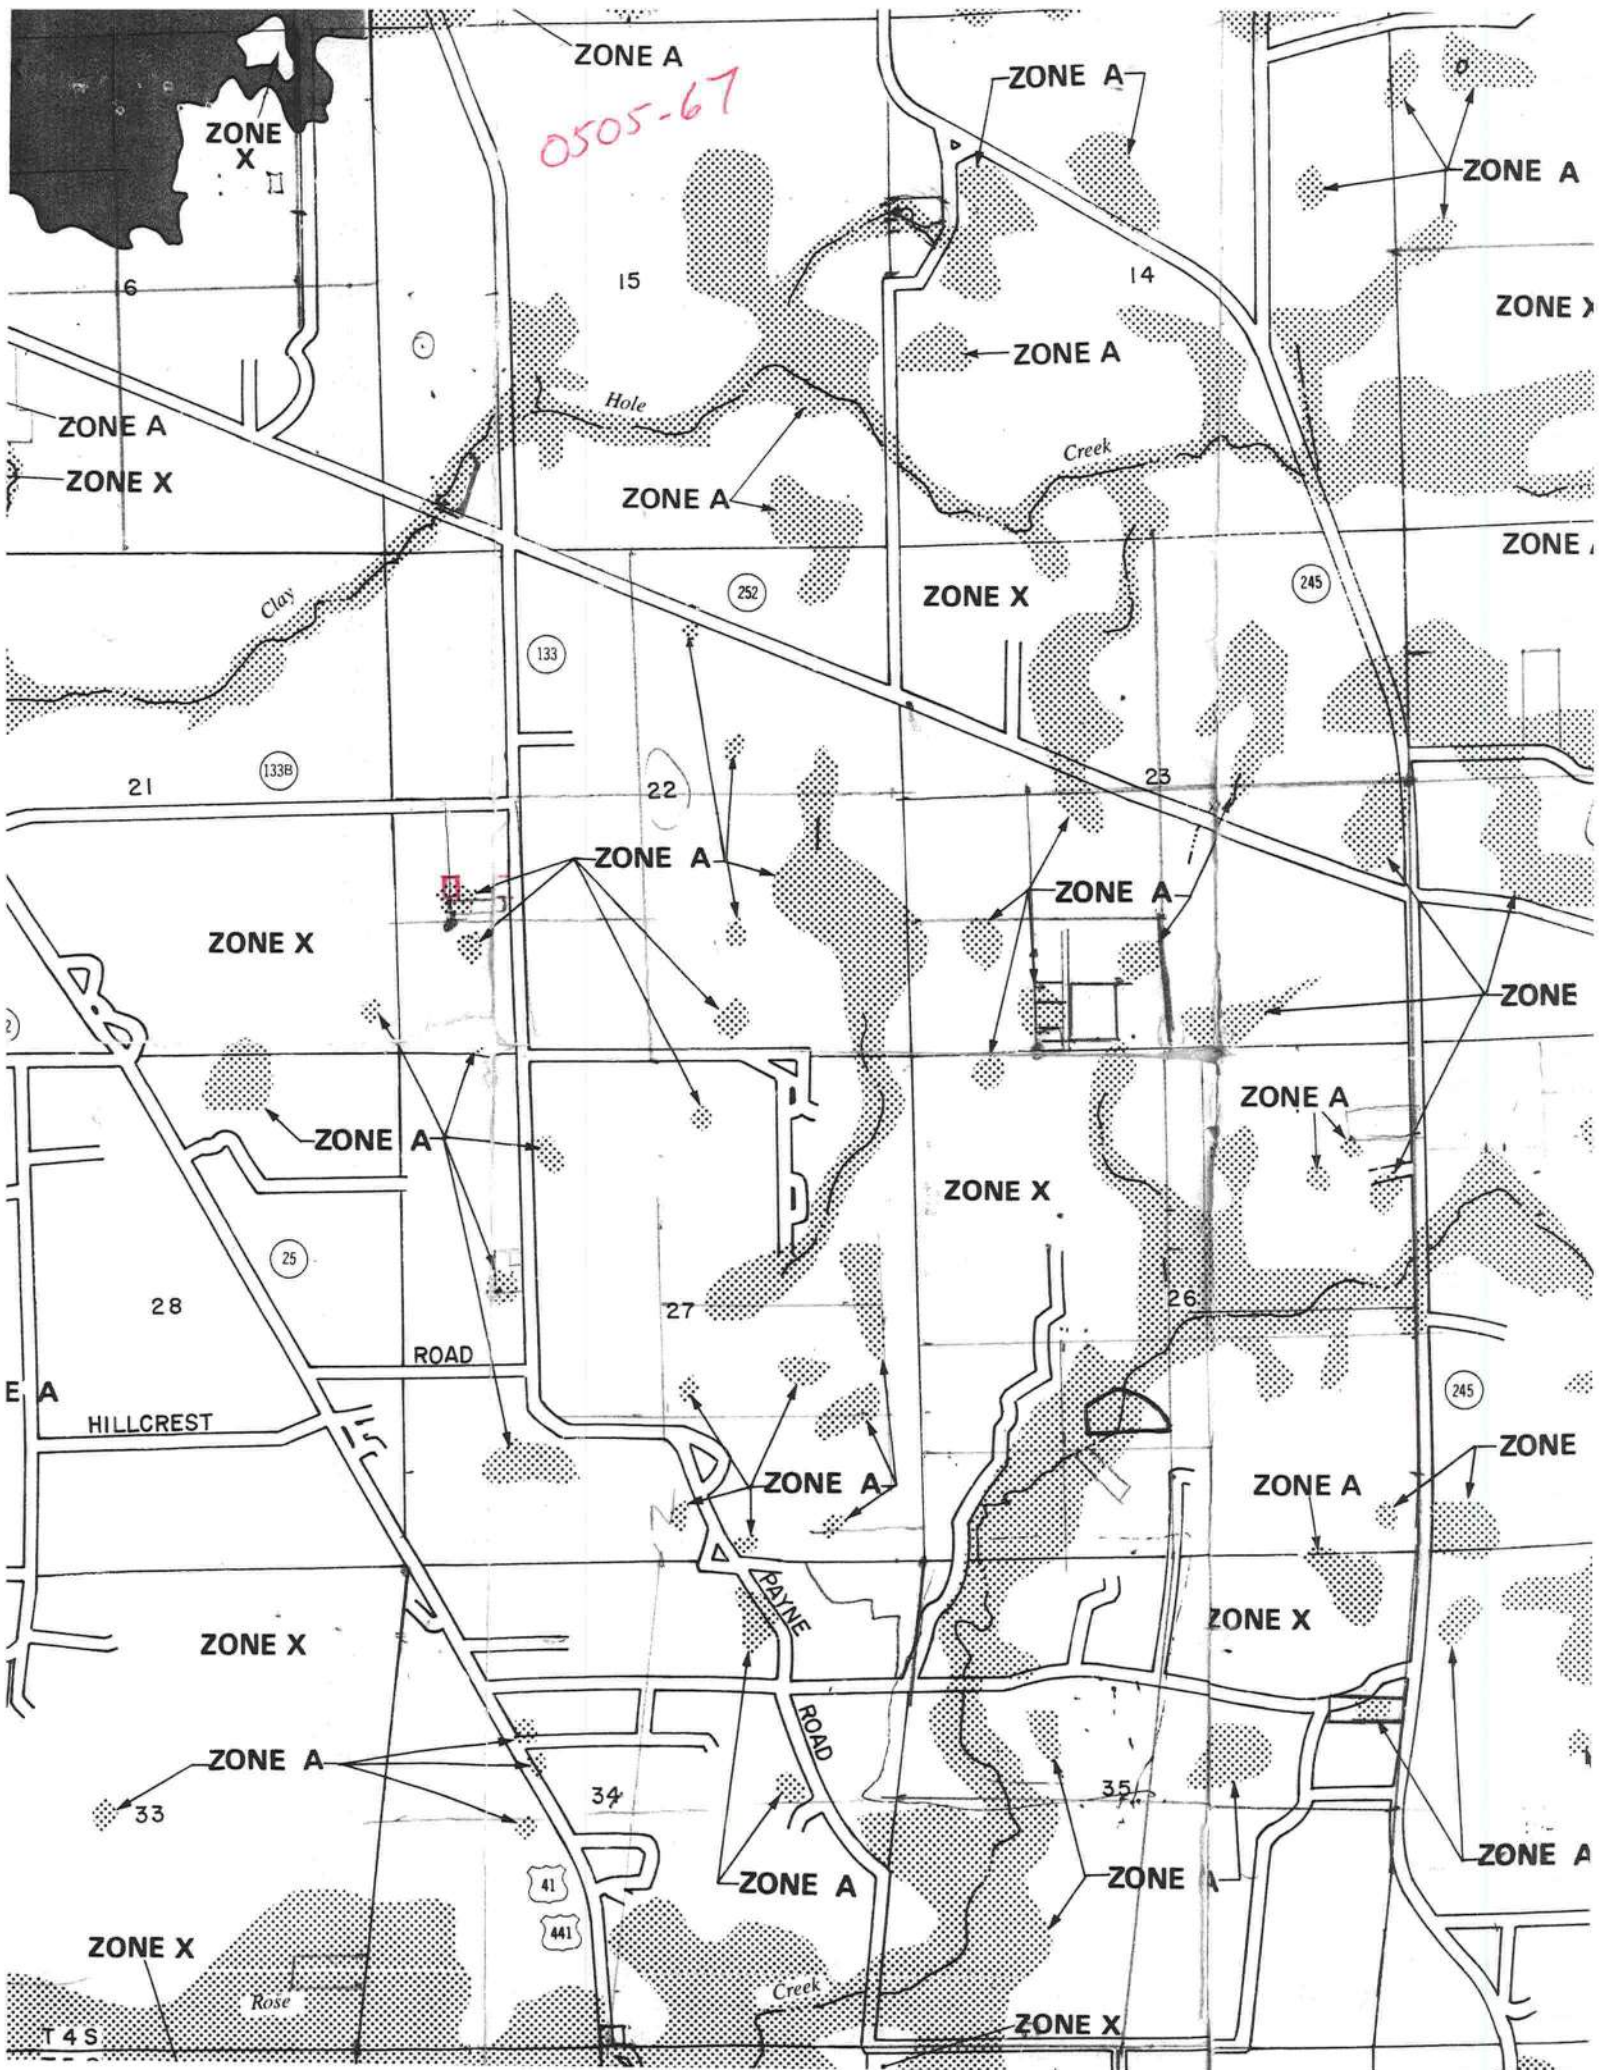 ZONE A
ZONE A
0505-67
ZONE
X
ZONE A
6
15
14
ZONE X
ZONE A
Hole
ZONE A
Creek
ZONE X
ZONE A
ZONE
Clay
252
ZONE X
245
133
21
133B
22
23
ZONE A
ZONE A
ZONE X
ZONE
2
ZONE A
ZONE A
ZONE X
25
28
27
26
ROAD
E A
HILLCREST
245
ZONE
ZONE A
ZONE A
PAYNE
ZONE X
ZONE X
ROAD
ZONE A
33
34
35
ZONE A
ZONE A
ZONE A
41
441
ZONE X
Rose
Creek
ZONE X
T 4 S